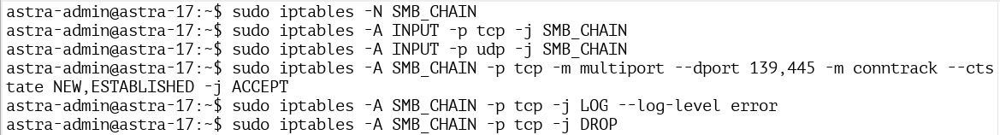 astra-admin@astra-17:~$ sudo iptables -N SMB_CHAIN
astra-admin@astra-17:~$ sudo iptables -A INPUT -p tcp -j SMB_CHAIN
astra-admin@astra-17:~$ sudo iptables -A INPUT -p udp -j SMB_CHAIN
astra-admin@astra-17:~$ sudo iptables -A SMB_CHAIN -p tcp -m multiport --dport 139,445 -m conntrack --cts
tate NEW,ESTABLISHED -j ACCEPT
astra-admin@astra-17:~$ sudo iptables -A SMB_CHAIN -p tcp -j LOG --log-level error
astra-admin@astra-17:~$ sudo iptables -A SMB_CHAIN -p tcp -j DROP